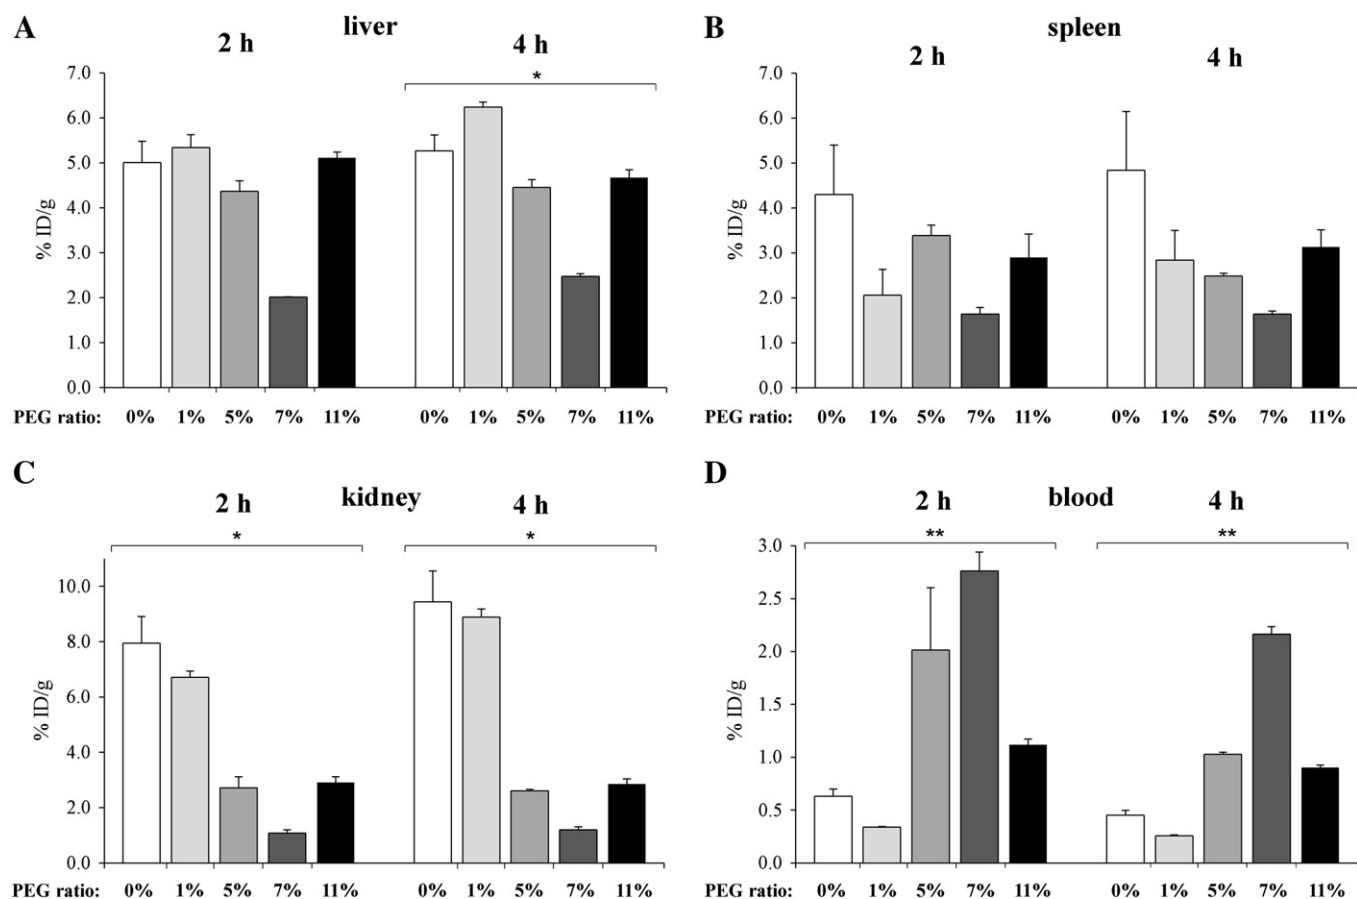 A liver B spleen
2 h 4 h 2 h 4 h
*
7.0 7.0
6.0 6.0
5.0 5.0
4.0 4.0
% ID/g % ID/g
3.0 3.0
2.0 2.0
1.0 1.0
0.0 0.0
PEG ratio: 0% 1% 5% 7% 11% 0% 1% 5% 7% 11% PEG ratio: 0% 1% 5% 7% 11% 0% 1% 5% 7% 11%
C kidney D blood
2 h 4 h 2 h 4 h
* * ** **
3.0
10.0 2.5
8.0 2.0
6.0 1.5
% ID/g % ID/g
4.0 1.0
2.0 0.5
0.0 0.0
PEG ratio: 0% 1% 5% 7% 11% 0% 1% 5% 7% 11% PEG ratio: 0% 1% 5% 7% 11% 0% 1% 5% 7% 11%